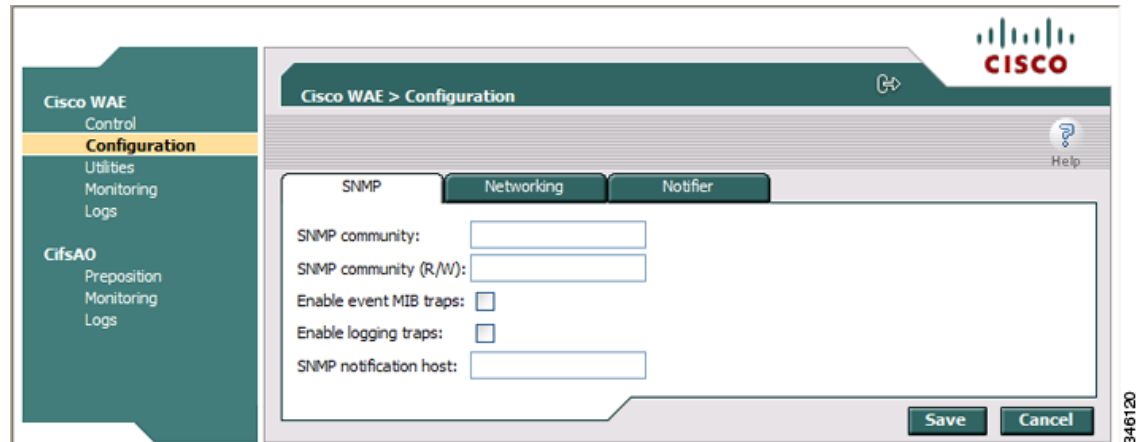 CISCO
Cisco WAE
Control
Configuration
Utilities
Monitoring
Logs
CifsAO
Preposition
Monitoring
Logs
Cisco WAE > Configuration
Help
SNMP Networking Notifier
SNMP community:
SNMP community (R/W):
Enable event MIB traps:
Enable logging traps:
SNMP notification host:
Save Cancel